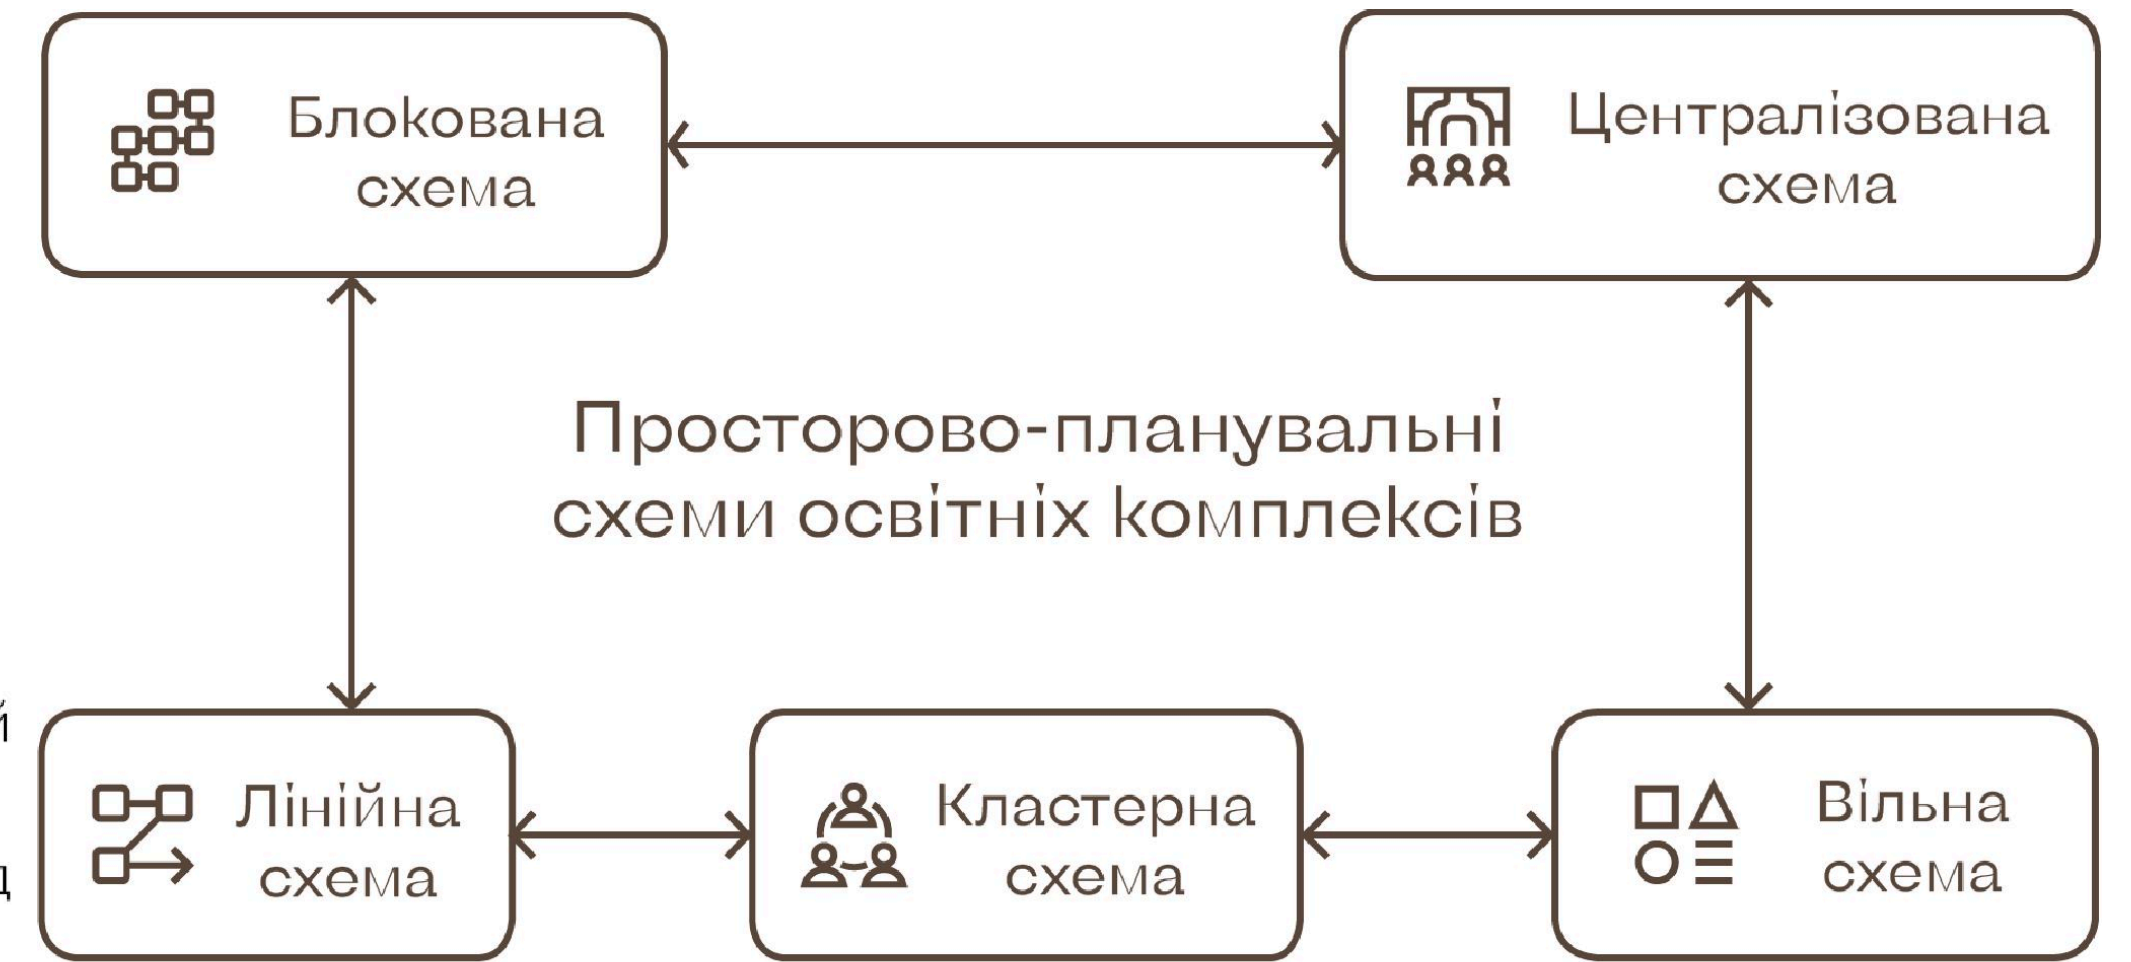 Блокована
схема
Централізована
схема
Просторово-планувальні
схеми освітніх комплексів
й
д
Лінійна
схема
Кластерна
схема
Вільна
схема